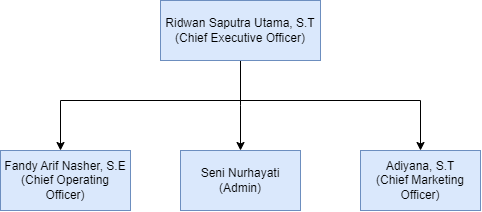 Ridwan Saputra Utama, S.T
(Chief Executive Officer)
Fandy Arif Nasher, S.E
(Chief Operating
Officer)
Seni Nurhayati
(Admin)
Adiyana, S.T
(Chief Marketing
Officer)